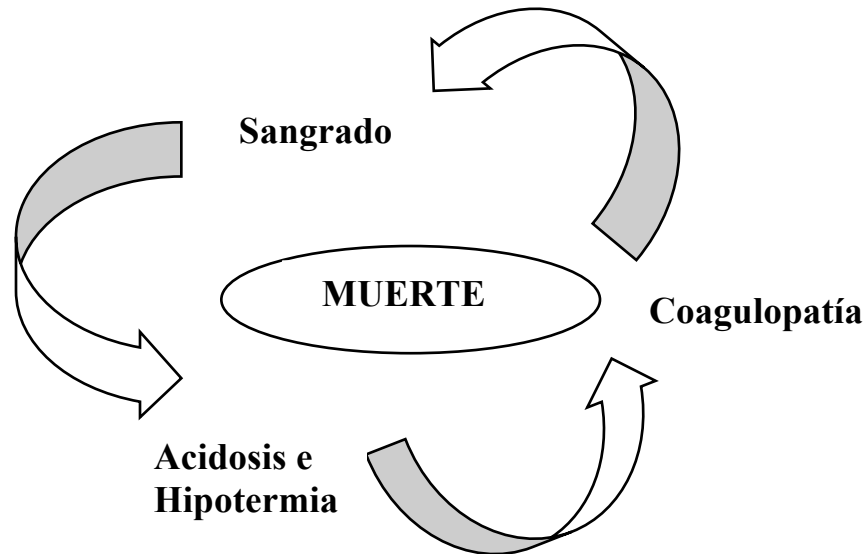 Sangrado
MUERTE
Coagulopatía
Acidosis e
Hipotermia